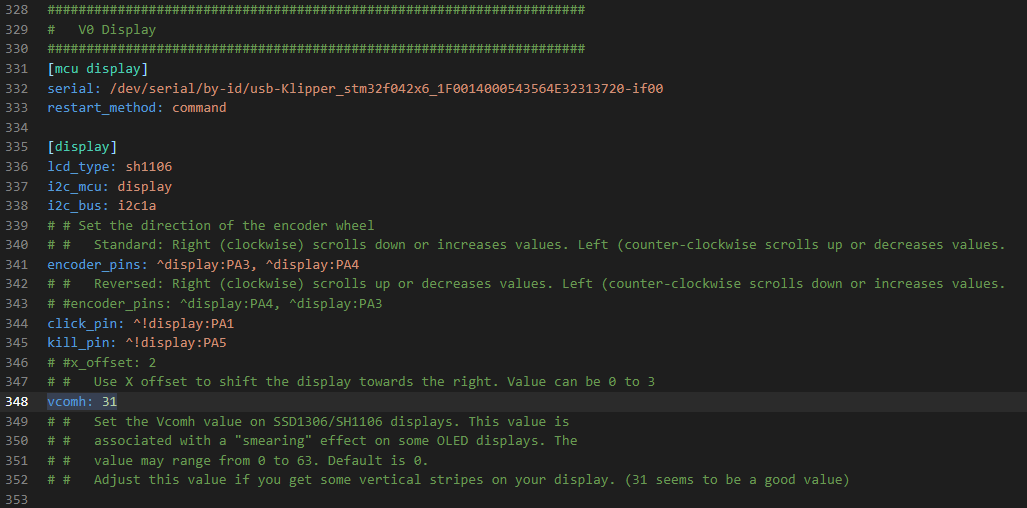 328 #####################################################################
329 #   V0 Display
330 #####################################################################
331 [mcu display]
332 serial: /dev/serial/by-id/usb-Klipper_stm32f042x6_1F0014000543564E32313720-if00
333 restart_method: command
334
335 [display]
336 lcd_type: sh1106
337 i2c_mcu: display
338 i2c_bus: i2c1a
339 # # Set the direction of the encoder wheel
340 # #   Standard: Right (clockwise) scrolls down or increases values. Left (counter-clockwise scrolls up or decreases values.
341 encoder_pins: ^display:PA3, ^display:PA4
342 # #   Reversed: Right (clockwise) scrolls up or decreases values. Left (counter-clockwise scrolls down or increases values.
343 # #encoder_pins: ^display:PA4, ^display:PA3
344 click_pin: ^!display:PA1
345 kill_pin: ^!display:PA5
346 # #x_offset: 2
347 # #   Use X offset to shift the display towards the right. Value can be 0 to 3
348 vcomh: 31
349 # #   Set the Vcomh value on SSD1306/SH1106 displays. This value is
350 # #   associated with a "smearing" effect on some OLED displays. The
351 # #   value may range from 0 to 63. Default is 0.
352 # #   Adjust this value if you get some vertical stripes on your display. (31 seems to be a good value)
353